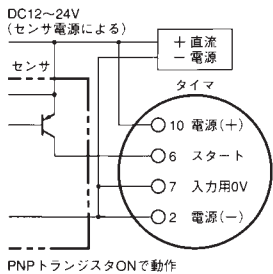 DC12～24V
(センサ電源による)
＋直流
－電源
センサ
タイマ
10 電源(＋)
6 スタート
7 入力用0V
2 電源(－)
PNPトランジスタONで動作